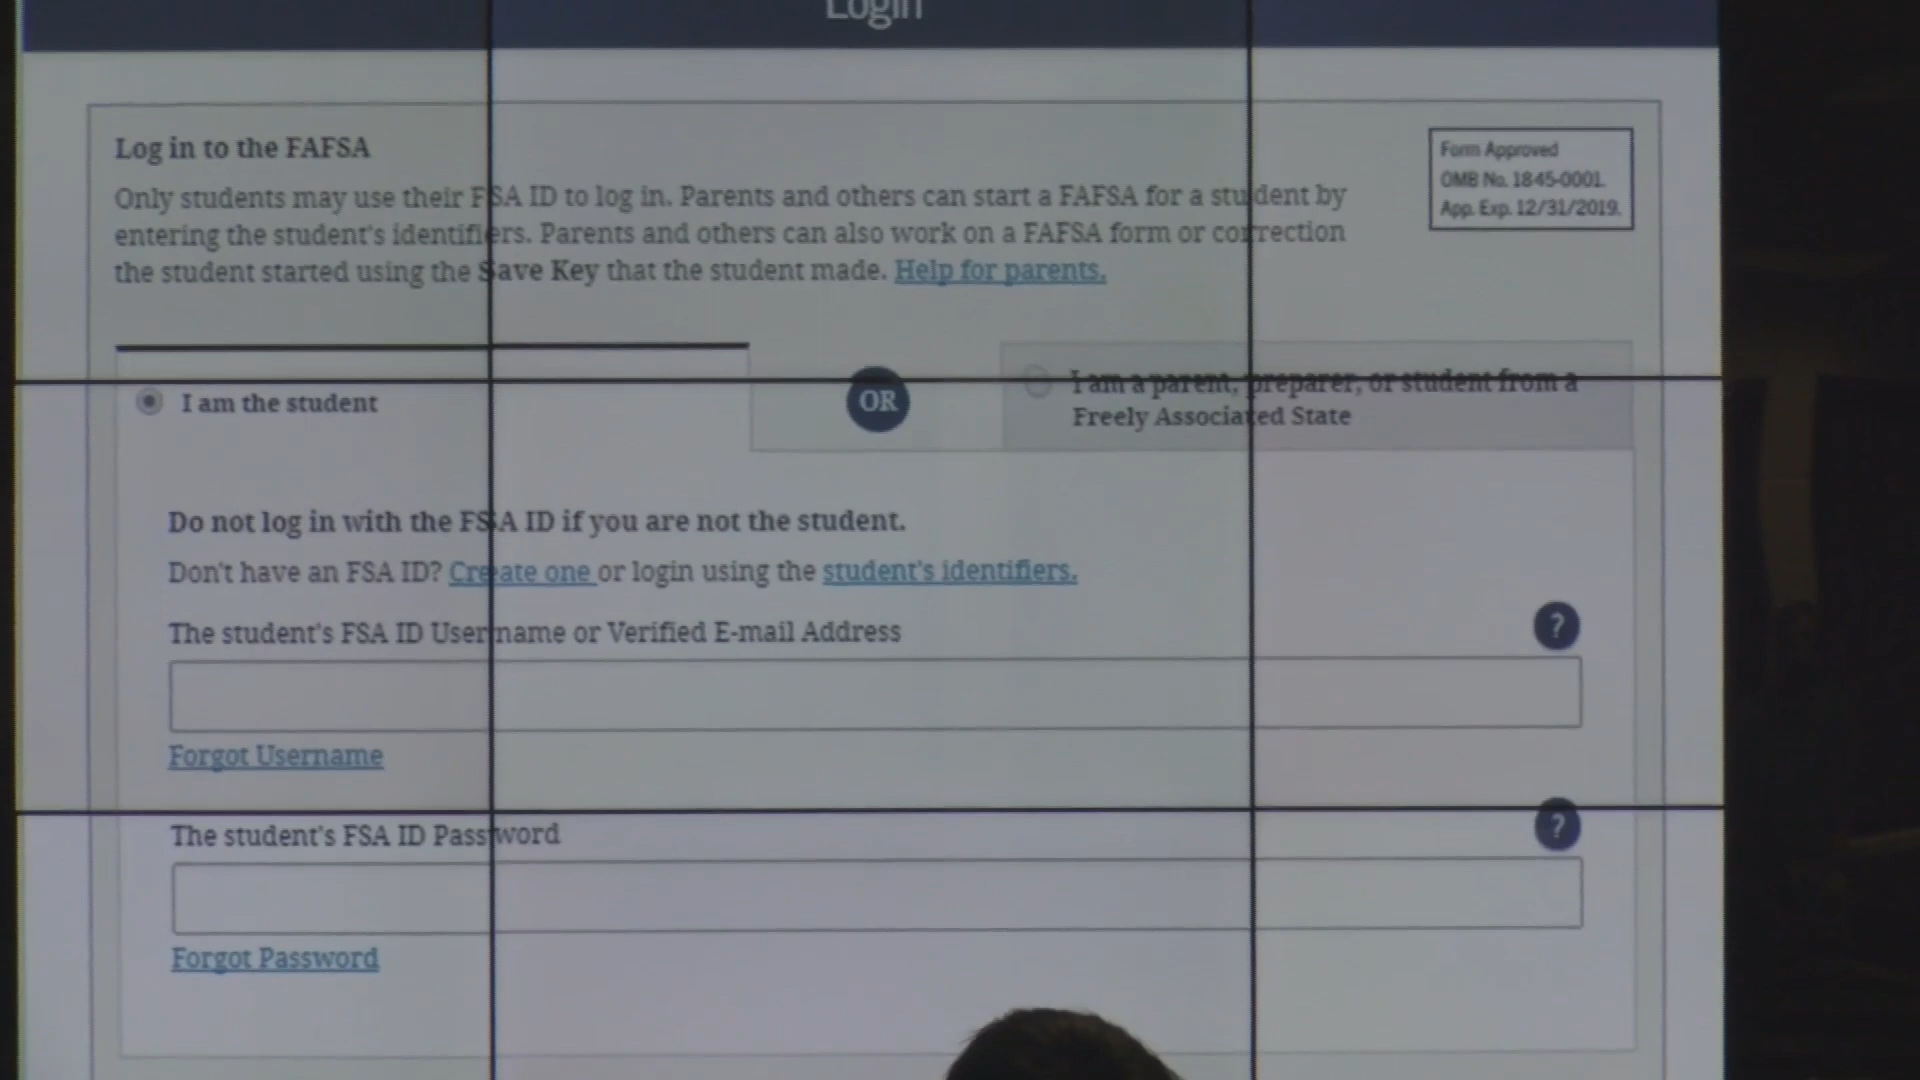 Login
Log in to the FAFSA
Only students may use their FSA ID to log in. Parents and others can start a FAFSA for a student by
entering the student's identifiers. Parents and others can also work on a FAFSA form or correction
the student started using the Save Key that the student made. Help for parents.
Form Approved
OMB No. 1845-0001.
App. Exp. 12/31/2019.
I am the student
OR
I am a parent, preparer, or student from a
Freely Associated State
Do not log in with the FSA ID if you are not the student.
Don't have an FSA ID? Create one or login using the student's identifiers.
The student's FSA ID Username or Verified E-mail Address
?
Forgot Username
The student's FSA ID Password
?
Forgot Password